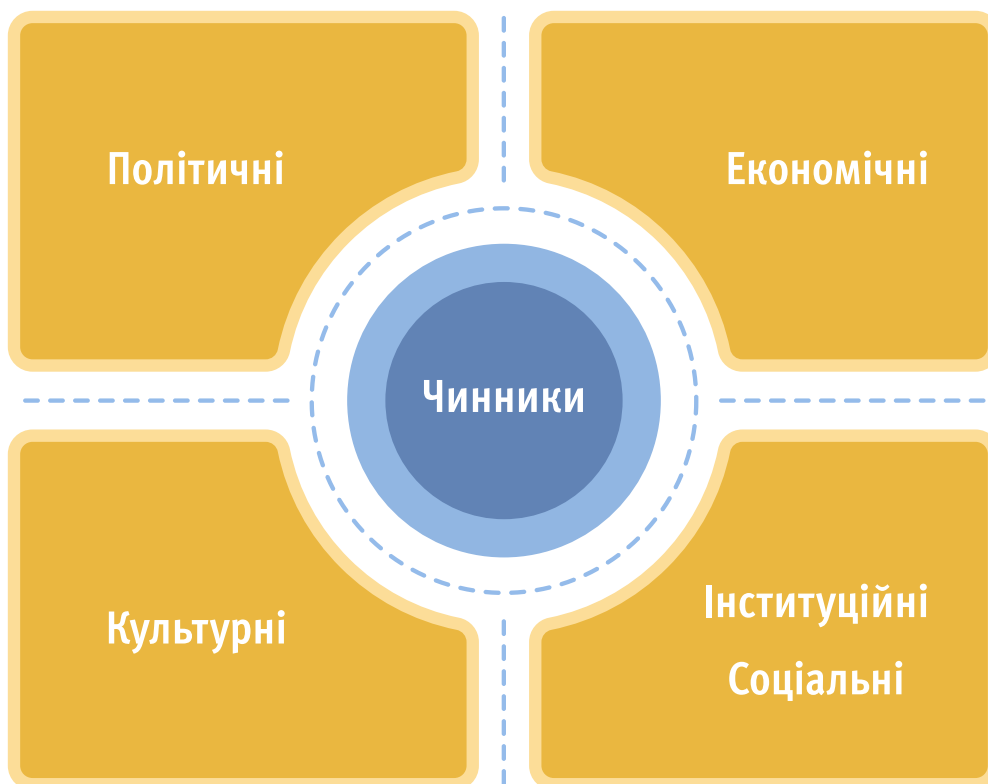 Політичні
Економічні
Чинники
Культурні
Інституційні
Соціальні